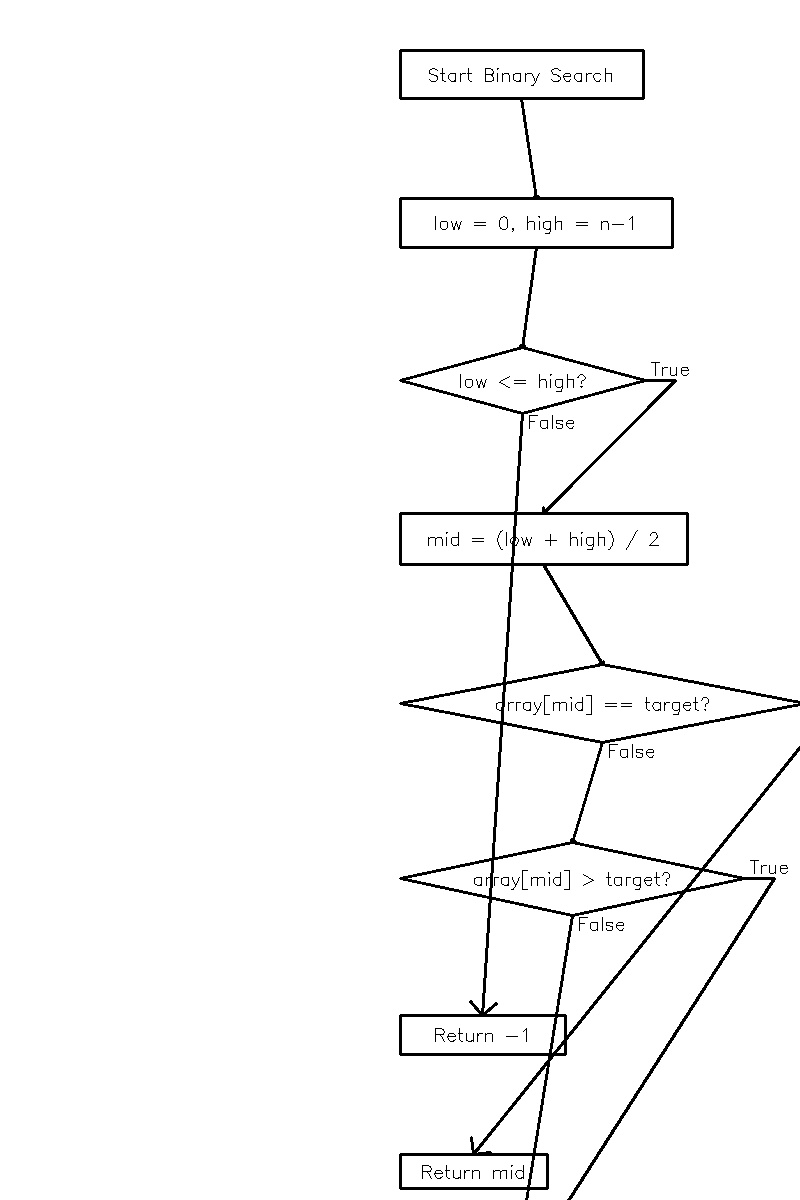 Start Binary Search
low = 0, high = n-1
low <= high?
True
False
mid = (low + high) / 2
array[mid] == target?
False
array[mid] > target?
True
False
Return -1
Return mid